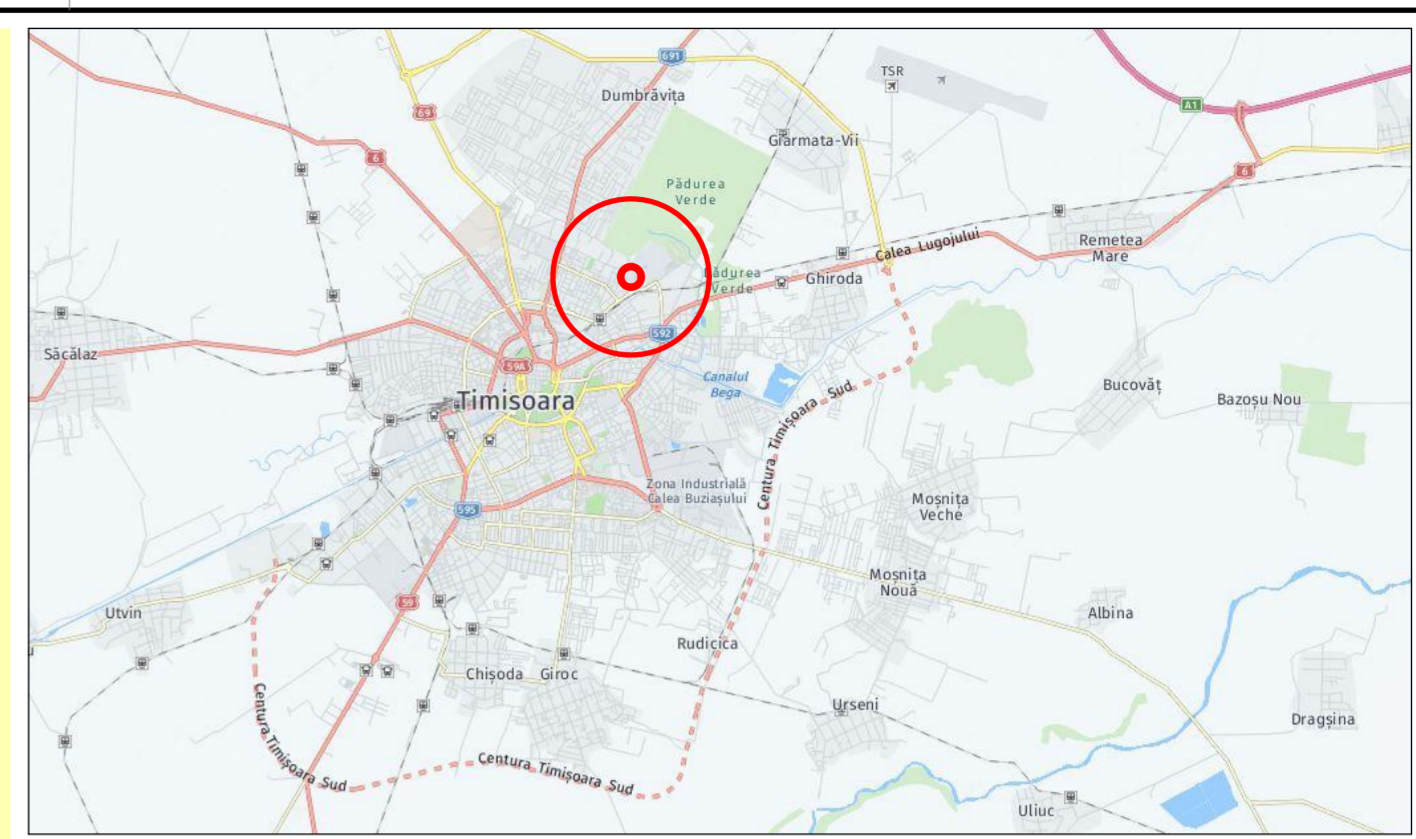 691
TSR
Dumbrăvița
69
A1
Giarmata-Vii
6
6
Pădurea
Verde
Calea Lugojului
Remetea
Mare
Pădurea
Verde
Ghiroda
592
Săcălaz
59A
Canalul
Bega
Timisoara
Bucovăț
Bazoșu Nou
Centura Timișoara Sud
Zona Industrială
Calea Buziașului
Moșnița
Veche
595
Moșnița
Nouă
59
Utvin
Albina
Rudicica
Chișoda
Giroc
Centura Timișoara Sud
Urseni
Dragșina
Centura Timișoara Sud
Uliuc